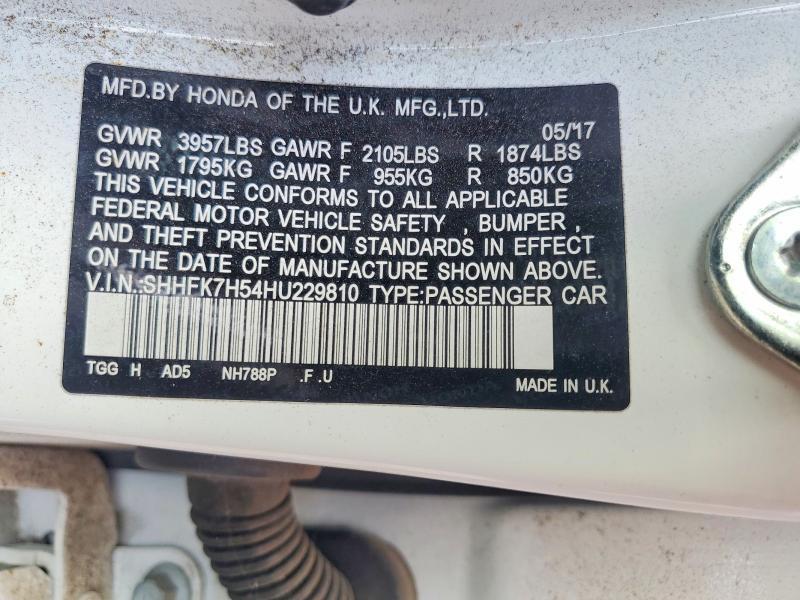 MFD.BY HONDA OF THE U.K. MFG.,LTD.
05/17
GVWR 3957LBS GAWR F 2105LBS R 1874LBS
GVWR 1795KG GAWR F 955KG R 850KG
THIS VEHICLE CONFORMS TO ALL APPLICABLE
FEDERAL MOTOR VEHICLE SAFETY , BUMPER ,
AND THEFT PREVENTION STANDARDS IN EFFECT
ON THE DATE OF MANUFACTURE SHOWN ABOVE.
V.I.N.:SHHFK7H54HU229810 TYPE:PASSENGER CAR
TGG H AD5 NH788P .F .U
MADE IN U.K.